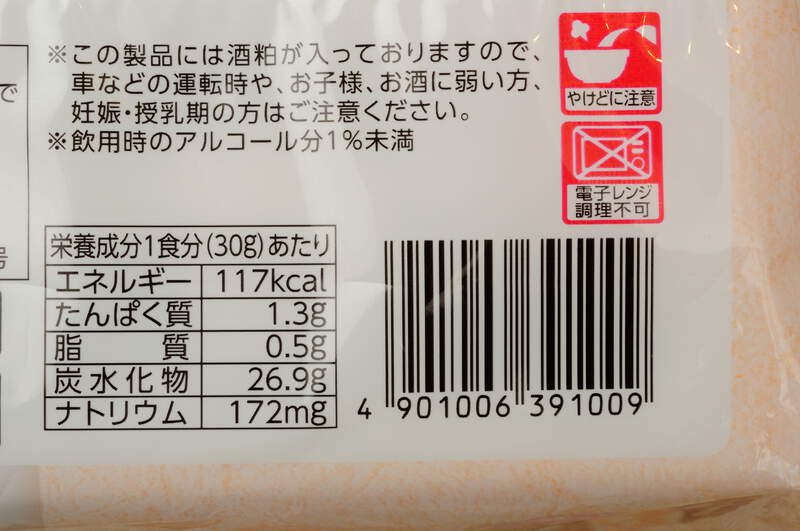 ※この製品には酒粕が入っておりますので、
車などの運転時や、お子様、お酒に弱い方、
妊娠・授乳期の方はご注意ください。
※飲用時のアルコール分1%未満
やけどに注意
電子レンジ
調理不可
で
号
栄養成分1食分(30g)あたり
エネルギー 117kcal
たんぱく質 1.3g
脂質 0.5g
炭水化物 26.9g
ナトリウム 172mg
4 901006 391009